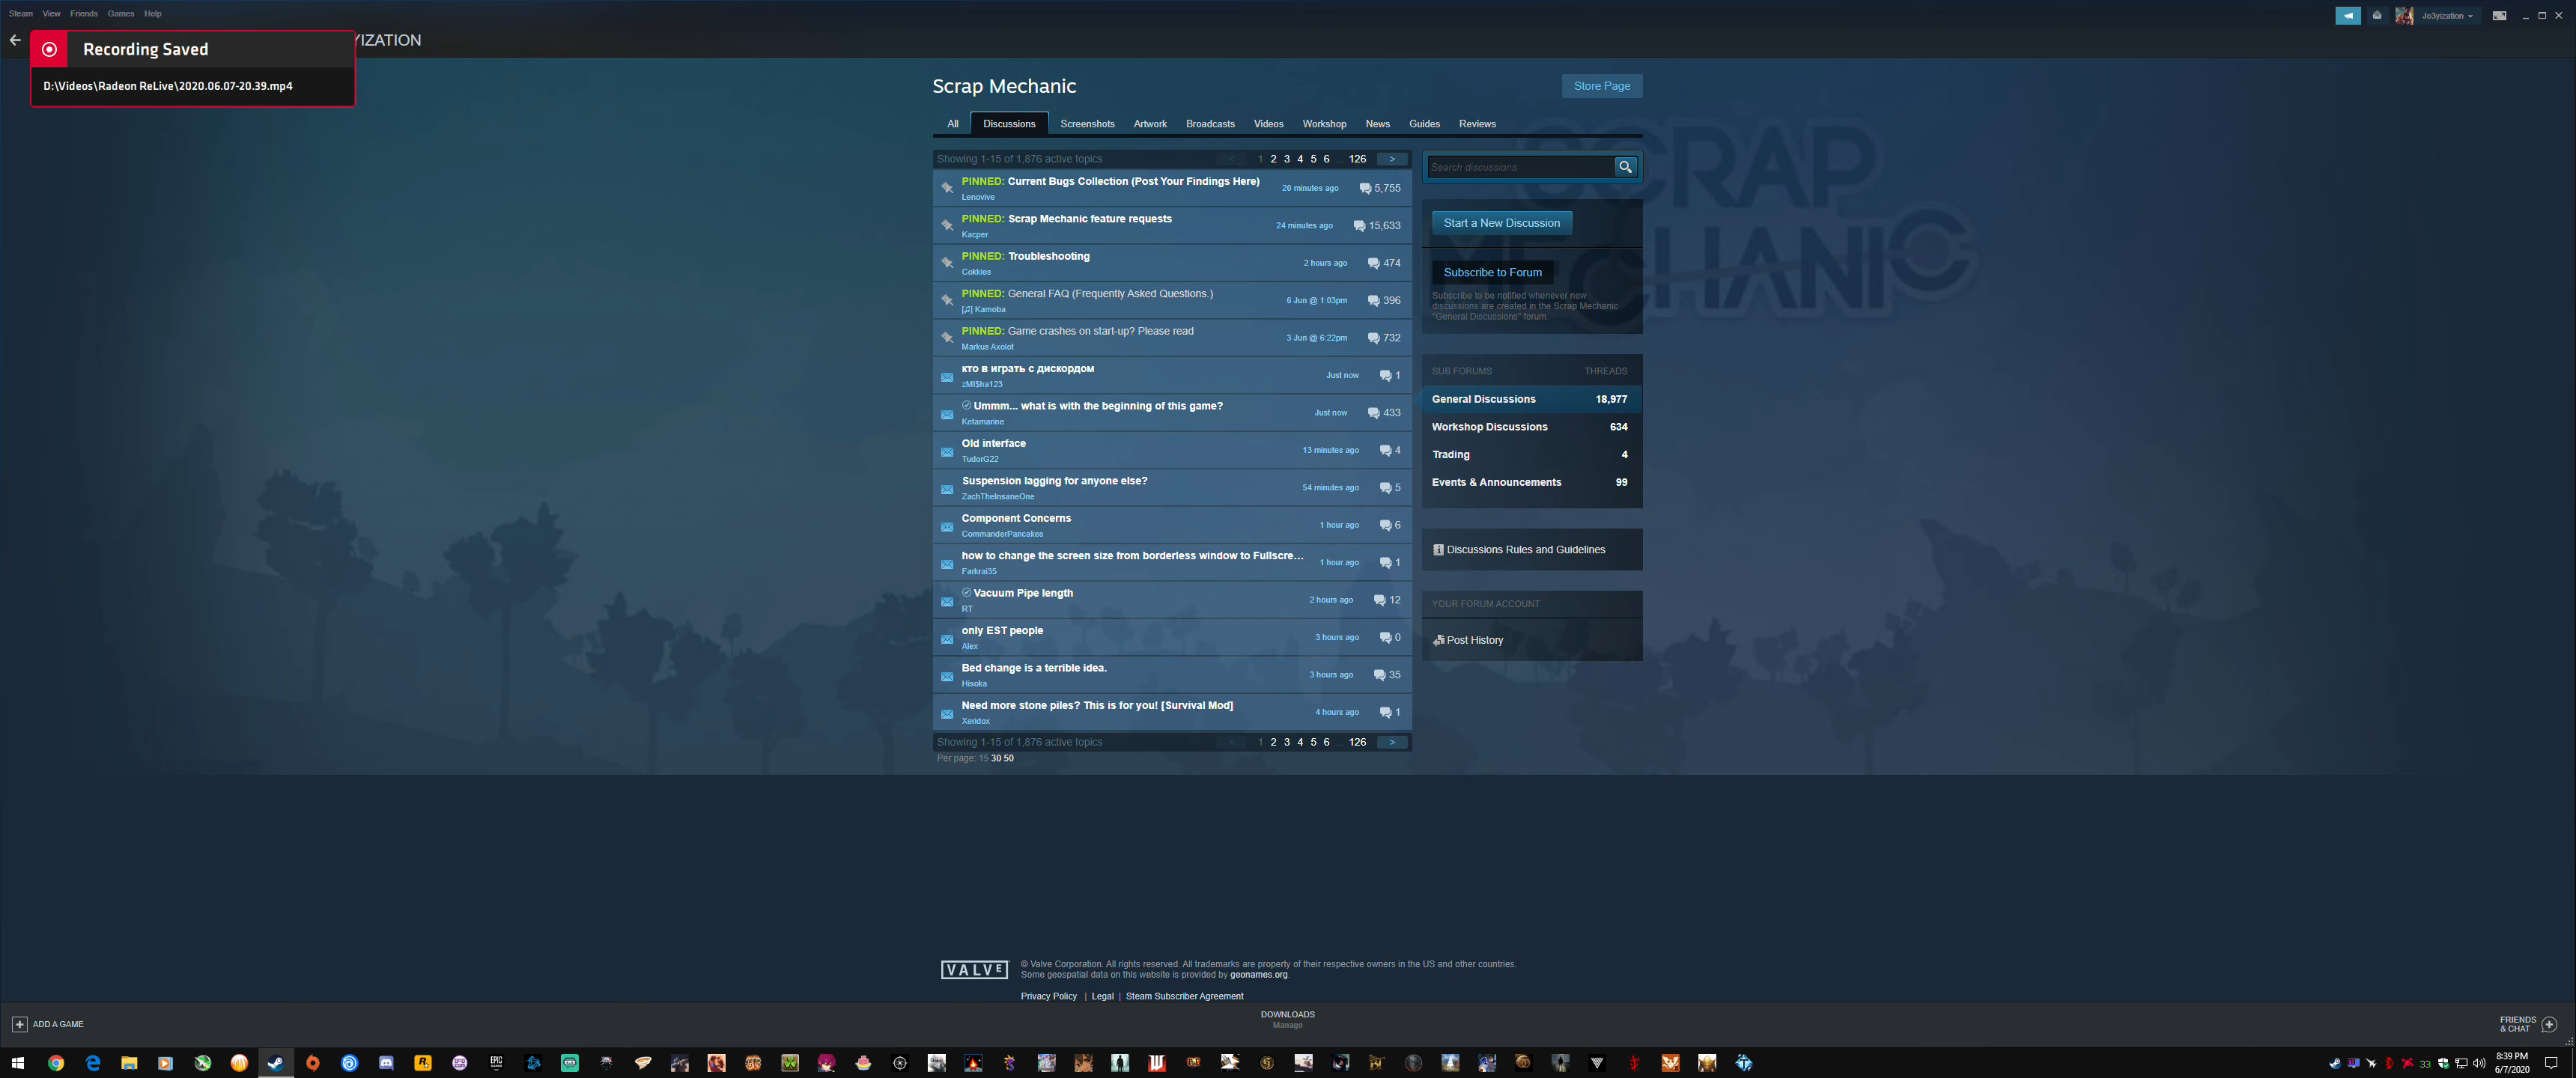 Steam View Friends Games Help
Jo3yization
YIZATION
Recording Saved
D:\Videos\Radeon ReLive\2020.06.07-20.39.mp4
Scrap Mechanic
Store Page
All Discussions Screenshots Artwork Broadcasts Videos Workshop News Guides Reviews
Showing 1-15 of 1,876 active topics
< 1 2 3 4 5 6 ... 126 >
PINNED: Current Bugs Collection (Post Your Findings Here)
Lenovive
20 minutes ago
5,755
PINNED: Scrap Mechanic feature requests
Kacper
24 minutes ago
15,633
PINNED: Troubleshooting
Cokkies
2 hours ago
474
PINNED: General FAQ (Frequently Asked Questions.)
[♫] Kamoba
6 Jun @ 1:03pm
396
PINNED: Game crashes on start-up? Please read
Markus Axolot
3 Jun @ 6:22pm
732
кто в играть с дискордом
zMI$ha123
Just now
1
Ummm... what is with the beginning of this game?
Ketamarine
Just now
433
Old interface
TudorG22
13 minutes ago
4
Suspension lagging for anyone else?
ZachTheInsaneOne
54 minutes ago
5
Component Concerns
CommanderPancakes
1 hour ago
6
how to change the screen size from borderless window to Fullscre...
Farkrai35
1 hour ago
1
Vacuum Pipe length
RT
2 hours ago
12
only EST people
Alex
3 hours ago
0
Bed change is a terrible idea.
Hisoka
3 hours ago
35
Need more stone piles? This is for you! [Survival Mod]
Xeridox
4 hours ago
1
Showing 1-15 of 1,876 active topics
< 1 2 3 4 5 6 ... 126 >
Per page: 15 30 50
SCRAP
MECHANIC
Search discussions
Start a New Discussion
Subscribe to Forum
Subscribe to be notified whenever new
discussions are created in the Scrap Mechanic
"General Discussions" forum.
SUB FORUMS THREADS
General Discussions 18,977
Workshop Discussions 634
Trading 4
Events & Announcements 99
Discussions Rules and Guidelines
YOUR FORUM ACCOUNT
Post History
VALVE
© Valve Corporation. All rights reserved. All trademarks are property of their respective owners in the US and other countries.
Some geospatial data on this website is provided by geonames.org.
Privacy Policy | Legal | Steam Subscriber Agreement
ADD A GAME
DOWNLOADS
Manage
FRIENDS
& CHAT
EPIC
GAMES
33
8:39 PM
6/7/2020